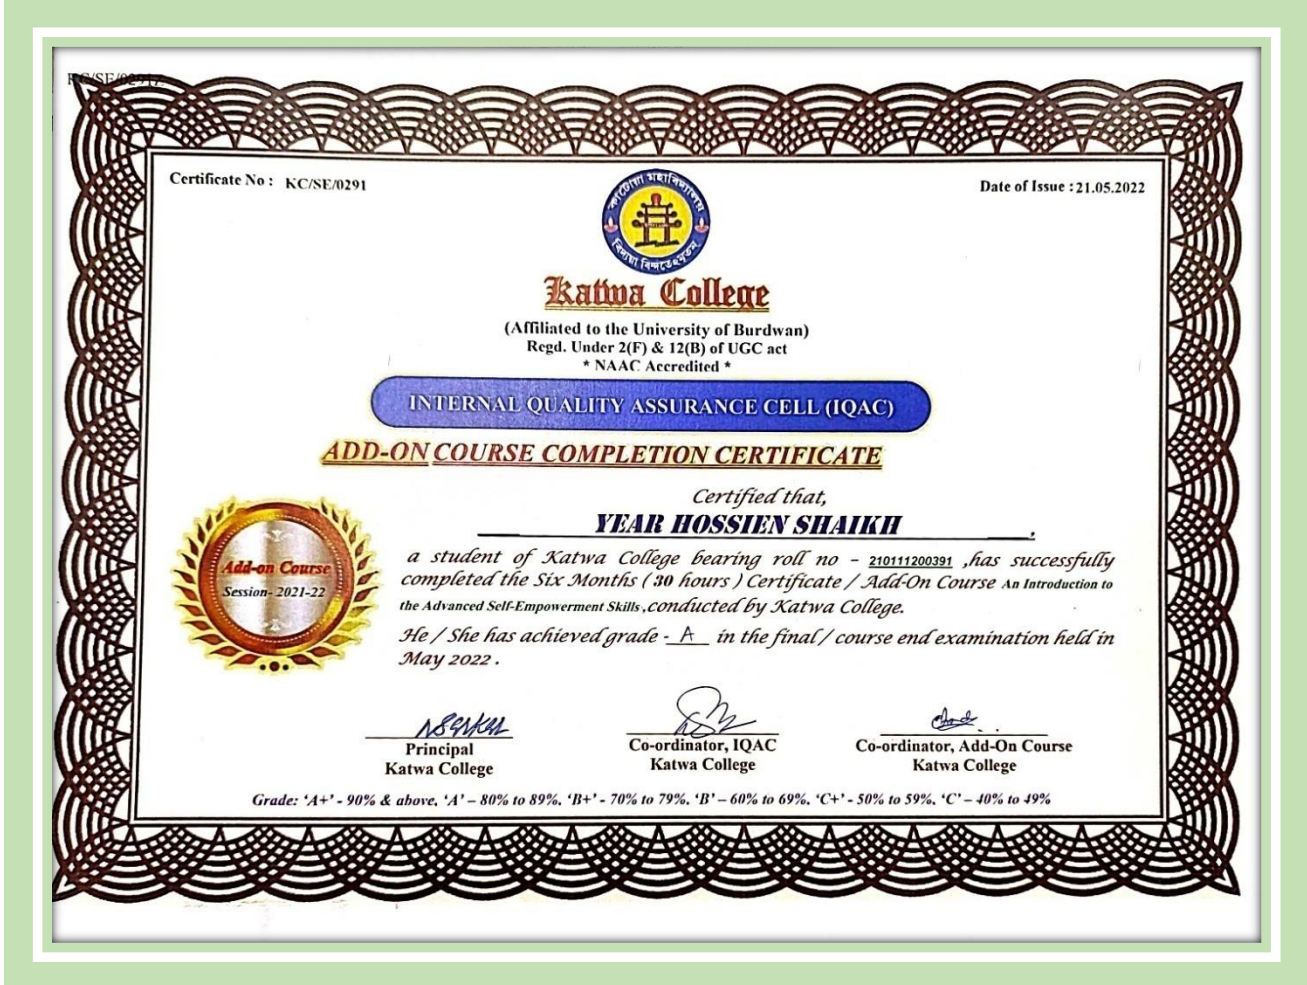 Certificate No : KC/SE/0291
Date of Issue : 21.05.2022
কাটোয়া মহাবিদ্যালয়
বিদ্যয়া বিন্দতেঽমৃতম্
Katwa College
(Affiliated to the University of Burdwan)
Regd. Under 2(F) & 12(B) of UGC act
* NAAC Accredited *
INTERNAL QUALITY ASSURANCE CELL (IQAC)
ADD-ON COURSE COMPLETION CERTIFICATE
Certified that,
YEAR HOSSIEN SHAIKH ,
a student of Katwa College bearing roll no – 210111200391 ,has successfully
completed the Six Months ( 30 hours ) Certificate / Add-On Course An Introduction to
the Advanced Self-Empowerment Skills ,conducted by Katwa College.
He / She has achieved grade - A in the final / course end examination held in
May 2022 .
Add-on Course
Session- 2021-22
Principal
Katwa College
Co-ordinator, IQAC
Katwa College
Co-ordinator, Add-On Course
Katwa College
Grade: ‘A+’ - 90% & above, ‘A’ – 80% to 89%, ‘B+’ - 70% to 79%, ‘B’ – 60% to 69%, ‘C+’ - 50% to 59%, ‘C’ – 40% to 49%